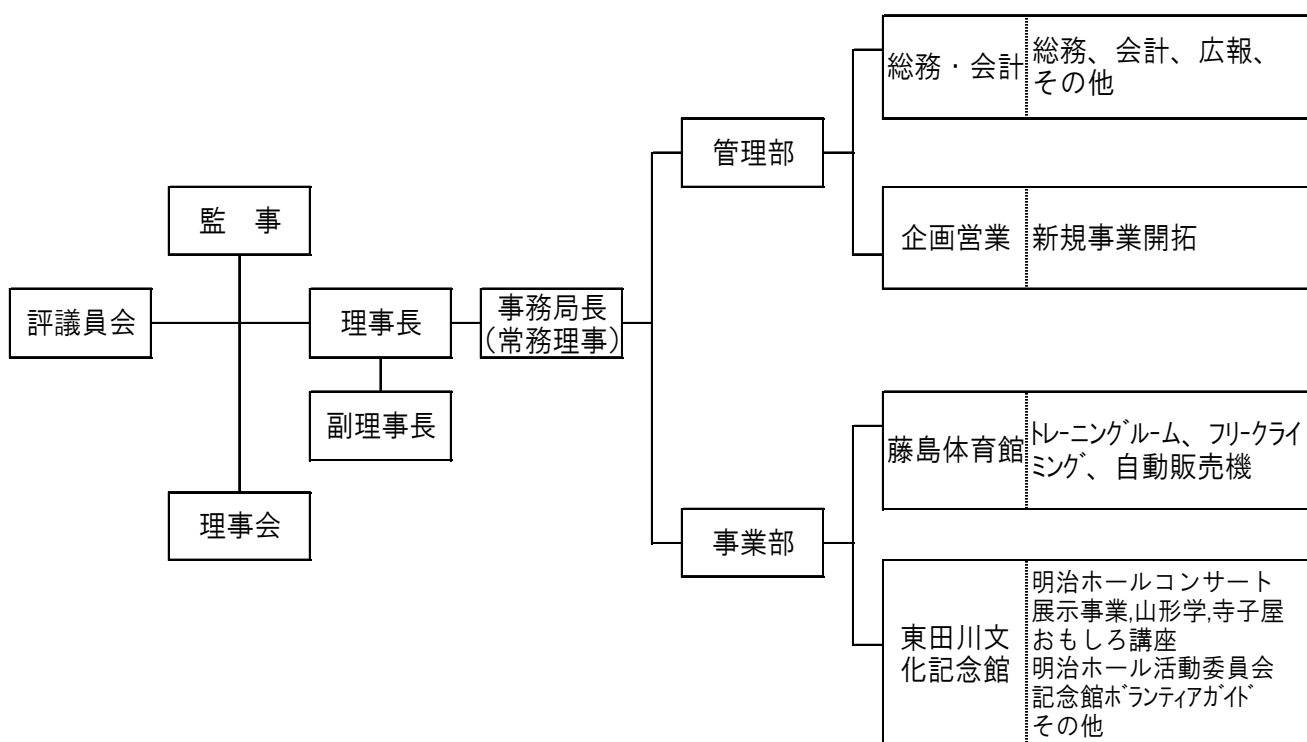 総務・会計
総務、会計、広報、
その他
管理部
企画営業
新規事業開拓
監　事
評議員会
理事長
事務局長
(常務理事)
副理事長
理事会
藤島体育館
ﾄﾚｰﾆﾝｸﾞﾙｰﾑ、ﾌﾘｰｸﾗｲ
ﾐﾝｸﾞ、自動販売機
事業部
東田川文
化記念館
明治ホールコンサート
展示事業,山形学,寺子屋
おもしろ講座
明治ホール活動委員会
記念館ﾎﾞﾗﾝﾃｨｱｶﾞｲﾄﾞ
その他